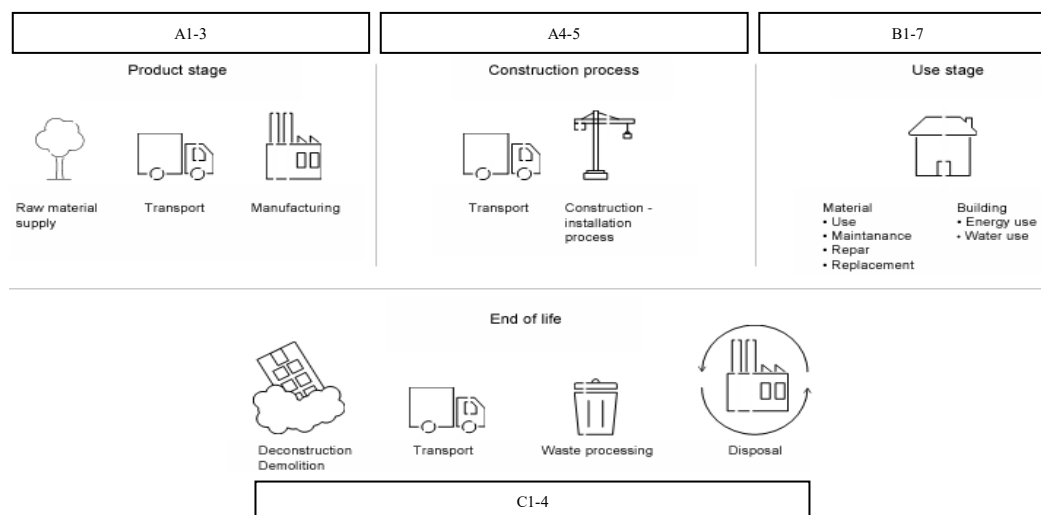 A1-3
A4-5
B1-7
Product stage
Construction process
Use stage
Raw material
supply
Transport
Manufacturing
Transport
Construction -
installation
process
Material
• Use
• Maintanance
• Repar
• Replacement
Building
• Energy use
• Water use
End of life
Deconstruction
Demolition
Transport
Waste processing
Disposal
C1-4